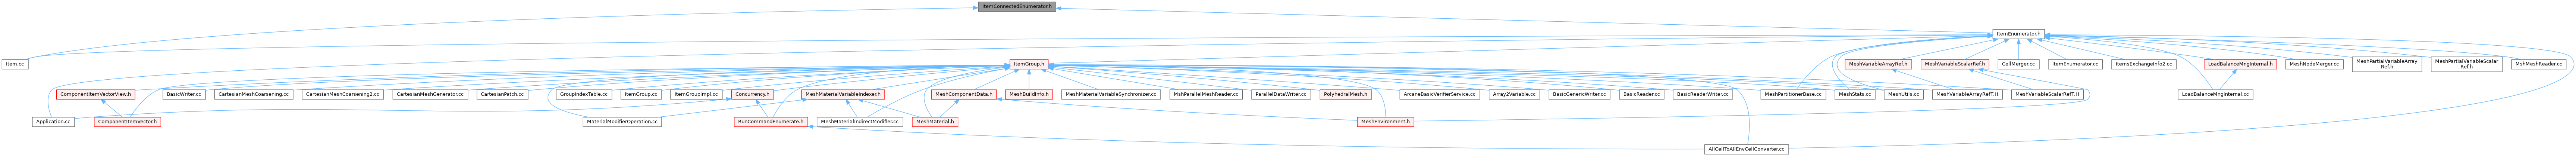 ItemConnectedEnumerator.h
ItemEnumerator.h
Item.cc
ItemGroup.h
MeshVariableArrayRef.h
MeshVariableScalarRef.h
CellMerger.cc
ItemEnumerator.cc
ItemsExchangeInfo2.cc
LoadBalanceMngInternal.h
MeshNodeMerger.cc
MeshPartialVariableArray
Ref.h
MeshPartialVariableScalar
Ref.h
MshMeshReader.cc
ComponentItemVectorView.h
BasicWriter.cc
CartesianMeshCoarsening.cc
CartesianMeshCoarsening2.cc
CartesianMeshGenerator.cc
CartesianPatch.cc
GroupIndexTable.cc
ItemGroup.cc
ItemGroupImpl.cc
Concurrency.h
MeshMaterialVariableIndexer.h
MeshComponentData.h
MeshBuildInfo.h
MeshMaterialVariableSynchronizer.cc
MshParallelMeshReader.cc
ParallelDataWriter.cc
PolyhedralMesh.h
ArcaneBasicVerifierService.cc
Array2Variable.cc
BasicGenericWriter.cc
BasicReader.cc
BasicReaderWriter.cc
MeshPartitionerBase.cc
MeshStats.cc
MeshUtils.cc
MeshVariableArrayRefT.H
MeshVariableScalarRefT.H
LoadBalanceMngInternal.cc
Application.cc
ComponentItemVector.h
MaterialModifierOperation.cc
RunCommandEnumerate.h
MeshMaterialIndirectModifier.cc
MeshMaterial.h
MeshEnvironment.h
AllCellToAllEnvCellConverter.cc